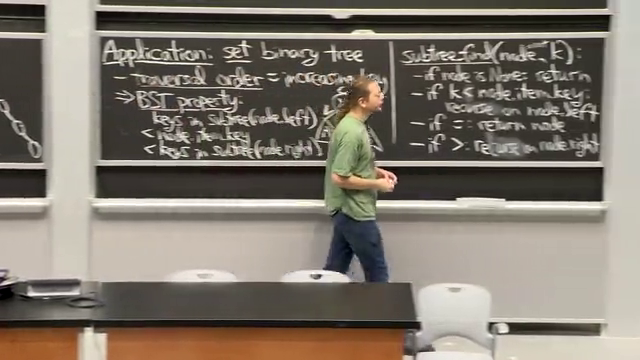 Application: set binary tree
- traversal order = increasing key
→ BST property:
keys in subtree(node.left)
< node.item.key
< keys in subtree(node.right)
subtree_find(node, k):
- if node is None: return
- if k < node.item.key:
recurse on node.left
- if =: return node
- if >: recurse on node.right